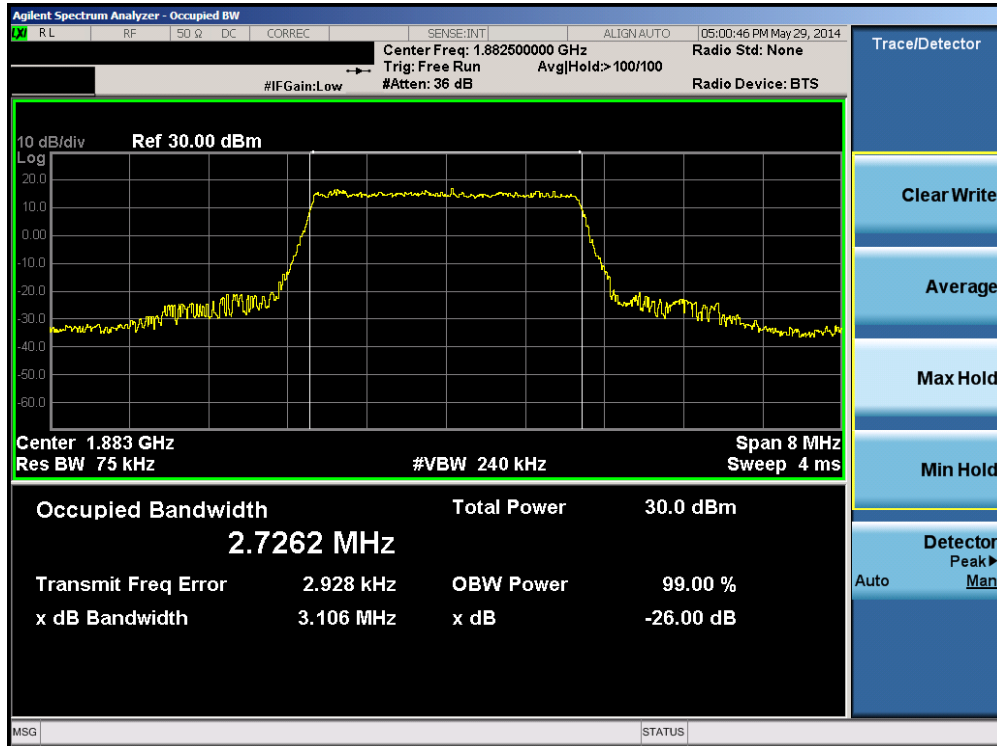 Agilent Spectrum Analyzer - Occupied BW
LXI RL RF 50 Ω DC CORREC SENSE:INT ALIGN AUTO 05:00:46 PM May 29, 2014
Center Freq: 1.882500000 GHz Radio Std: None
Trig: Free Run Avg|Hold:>100/100
#IFGain:Low #Atten: 36 dB Radio Device: BTS
10 dB/div Ref 30.00 dBm
Log
20.0
10.0
0.00
-10.0
-20.0
-30.0
-40.0
-50.0
-60.0
Center 1.883 GHz Span 8 MHz
Res BW 75 kHz #VBW 240 kHz Sweep 4 ms
Occupied Bandwidth Total Power 30.0 dBm
2.7262 MHz
Transmit Freq Error 2.928 kHz OBW Power 99.00 %
x dB Bandwidth 3.106 MHz x dB -26.00 dB
Trace/Detector
Clear Write
Average
Max Hold
Min Hold
Detector
Peak▶
Auto Man
MSG STATUS